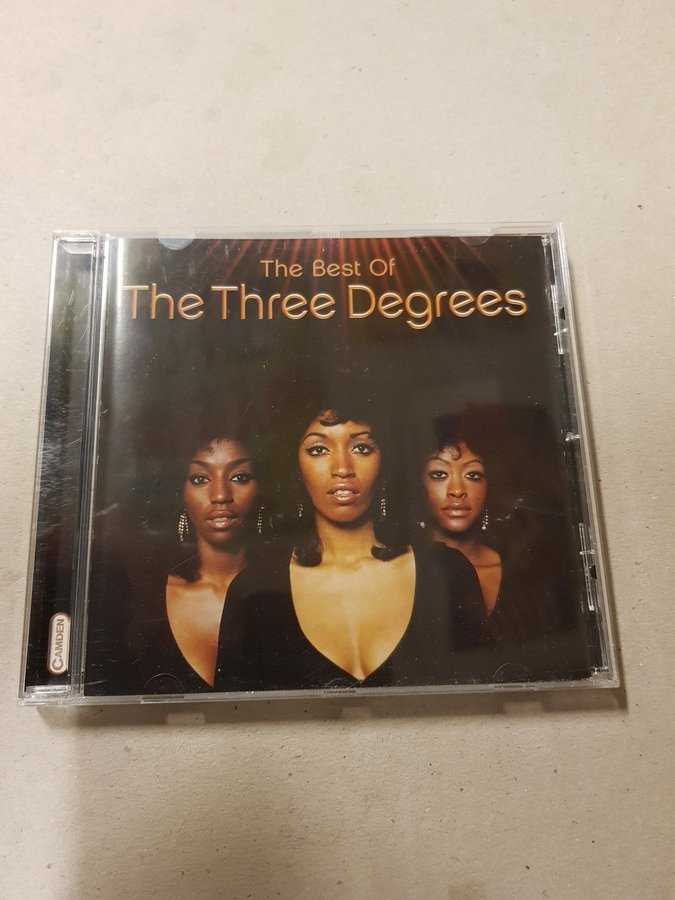 The Best Of
The Three Degrees
CAMDEN